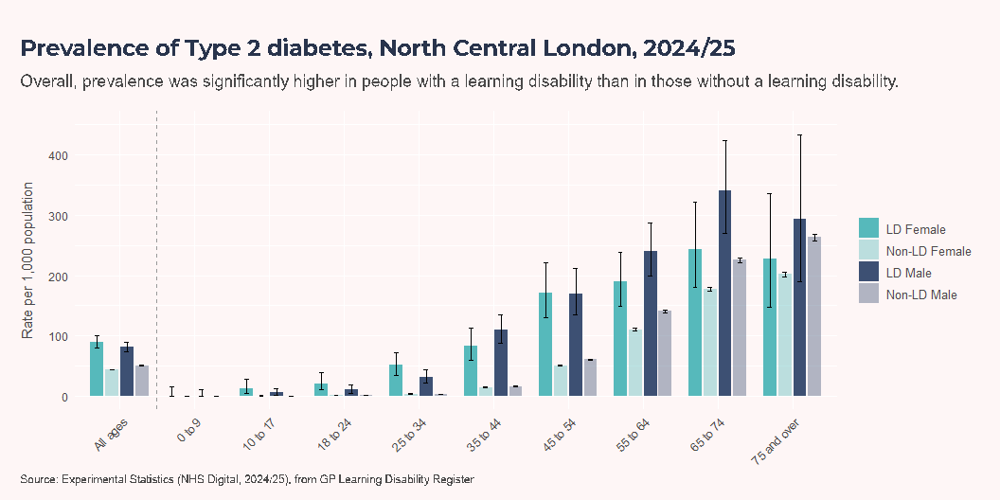 Prevalence of Type 2 diabetes, North Central London, 2024/25
Overall, prevalence was significantly higher in people with a learning disability than in those without a learning disability.
Rate per 1,000 population
400
300
200
100
0
All ages
0 to 9
10 to 17
18 to 24
25 to 34
35 to 44
45 to 54
55 to 64
65 to 74
75 and over
LD Female
Non-LD Female
LD Male
Non-LD Male
Source: Experimental Statistics (NHS Digital, 2024/25), from GP Learning Disability Register